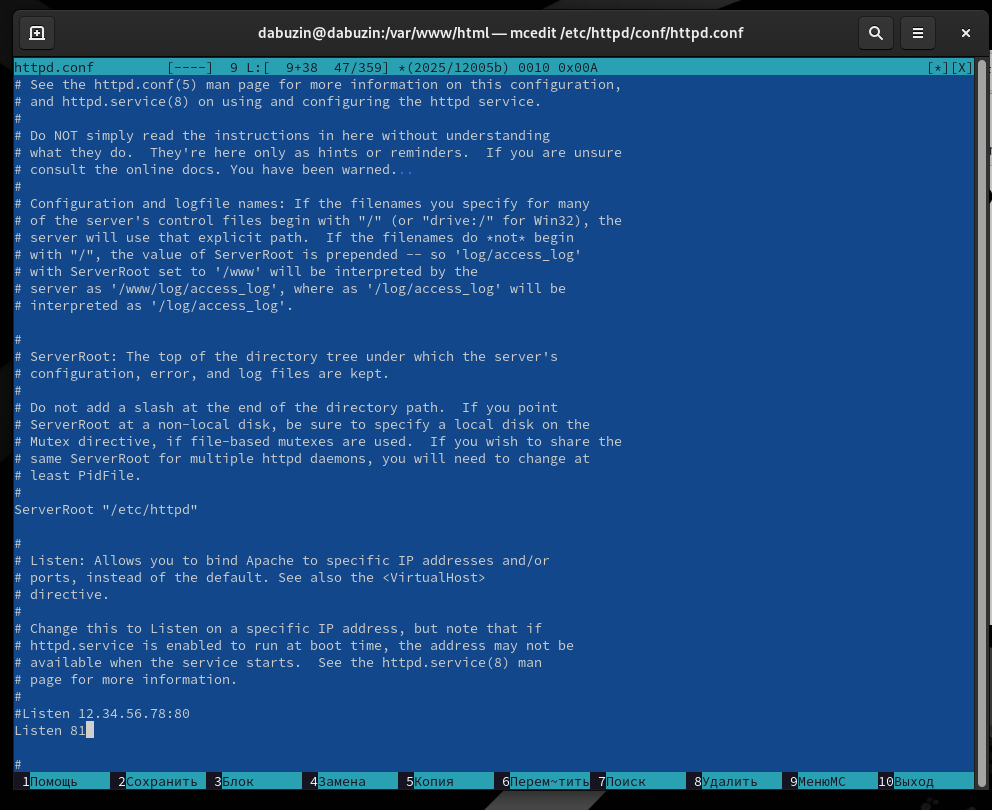 dabuzin@dabuzin:/var/www/html — mcedit /etc/httpd/conf/httpd.conf
httpd.conf [----] 9 L:[ 9+38 47/359] *(2025/12005b) 0010 0x00A [*][X]
# See the httpd.conf(5) man page for more information on this configuration,
# and httpd.service(8) on using and configuring the httpd service.
#
# Do NOT simply read the instructions in here without understanding
# what they do.  They're here only as hints or reminders.  If you are unsure
# consult the online docs. You have been warned...
#
# Configuration and logfile names: If the filenames you specify for many
# of the server's control files begin with "/" (or "drive:/" for Win32), the
# server will use that explicit path.  If the filenames do *not* begin
# with "/", the value of ServerRoot is prepended -- so 'log/access_log'
# with ServerRoot set to '/www' will be interpreted by the
# server as '/www/log/access_log', where as '/log/access_log' will be
# interpreted as '/log/access_log'.
#
# ServerRoot: The top of the directory tree under which the server's
# configuration, error, and log files are kept.
#
# Do not add a slash at the end of the directory path.  If you point
# ServerRoot at a non-local disk, be sure to specify a local disk on the
# Mutex directive, if file-based mutexes are used.  If you wish to share the
# same ServerRoot for multiple httpd daemons, you will need to change at
# least PidFile.
#
ServerRoot "/etc/httpd"
#
# Listen: Allows you to bind Apache to specific IP addresses and/or
# ports, instead of the default. See also the <VirtualHost>
# directive.
#
# Change this to Listen on a specific IP address, but note that if
# httpd.service is enabled to run at boot time, the address may not be
# available when the service starts.  See the httpd.service(8) man
# page for more information.
#
#Listen 12.34.56.78:80
Listen 81
#
1Помощь 2Сохранить 3Блок 4Замена 5Копия 6Перем~тить 7Поиск 8Удалить 9МенюMC 10Выход